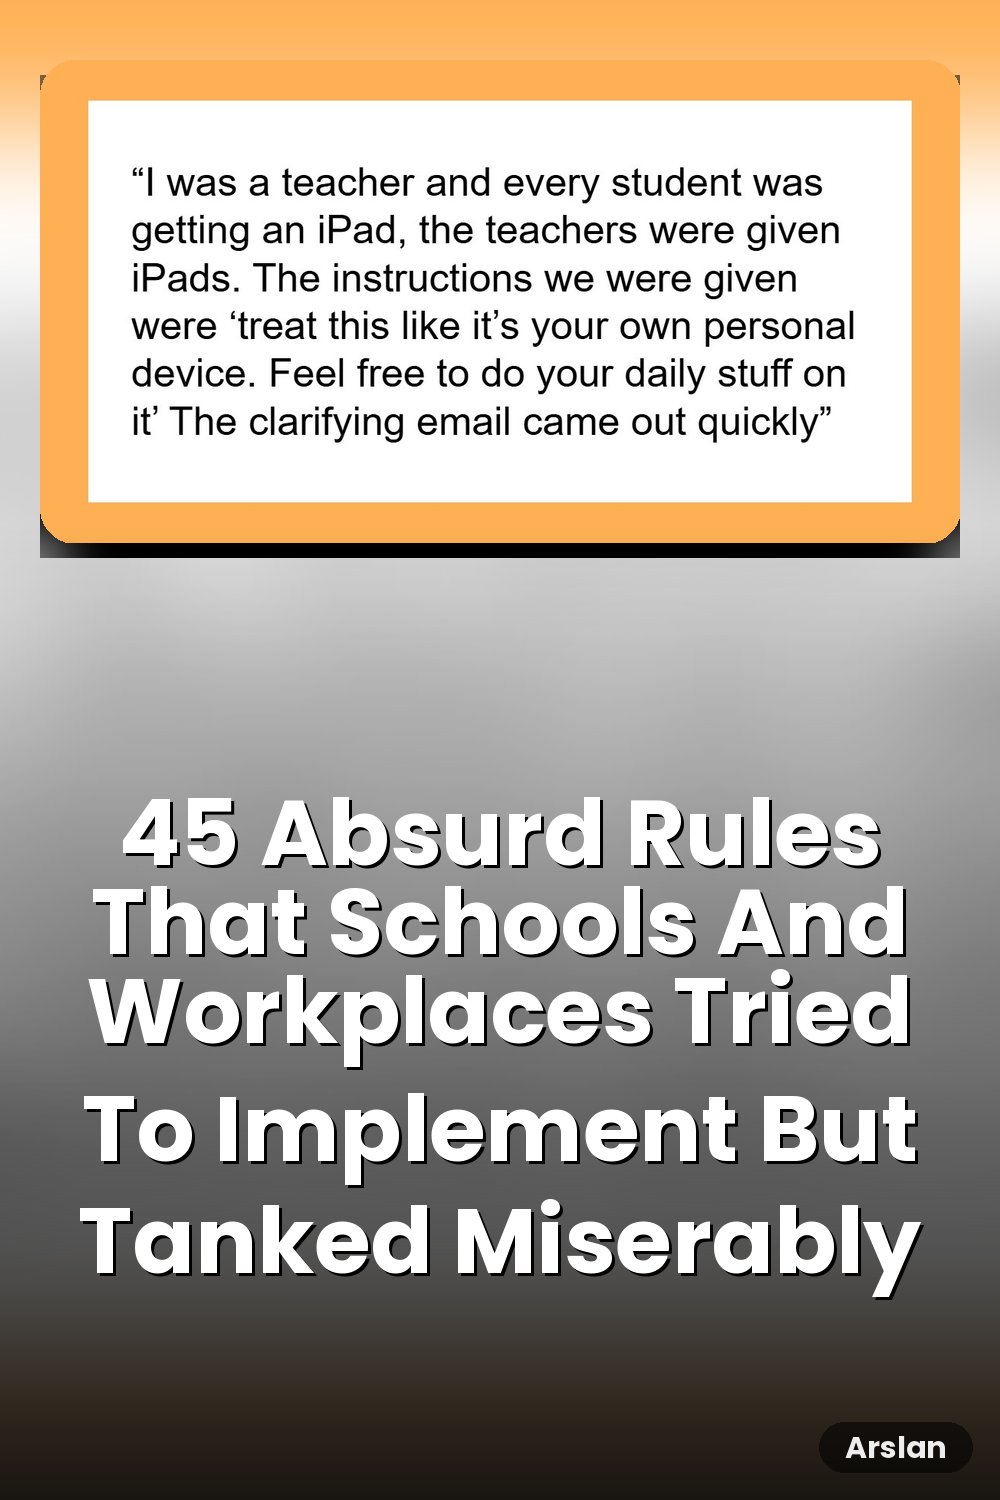 “I was a teacher and every student was
getting an iPad, the teachers were given
iPads. The instructions we were given
were ‘treat this like it’s your own personal
device. Feel free to do your daily stuff on
it’ The clarifying email came out quickly”
45 Absurd Rules
That Schools And
Workplaces Tried
To Implement But
Tanked Miserably
Arslan